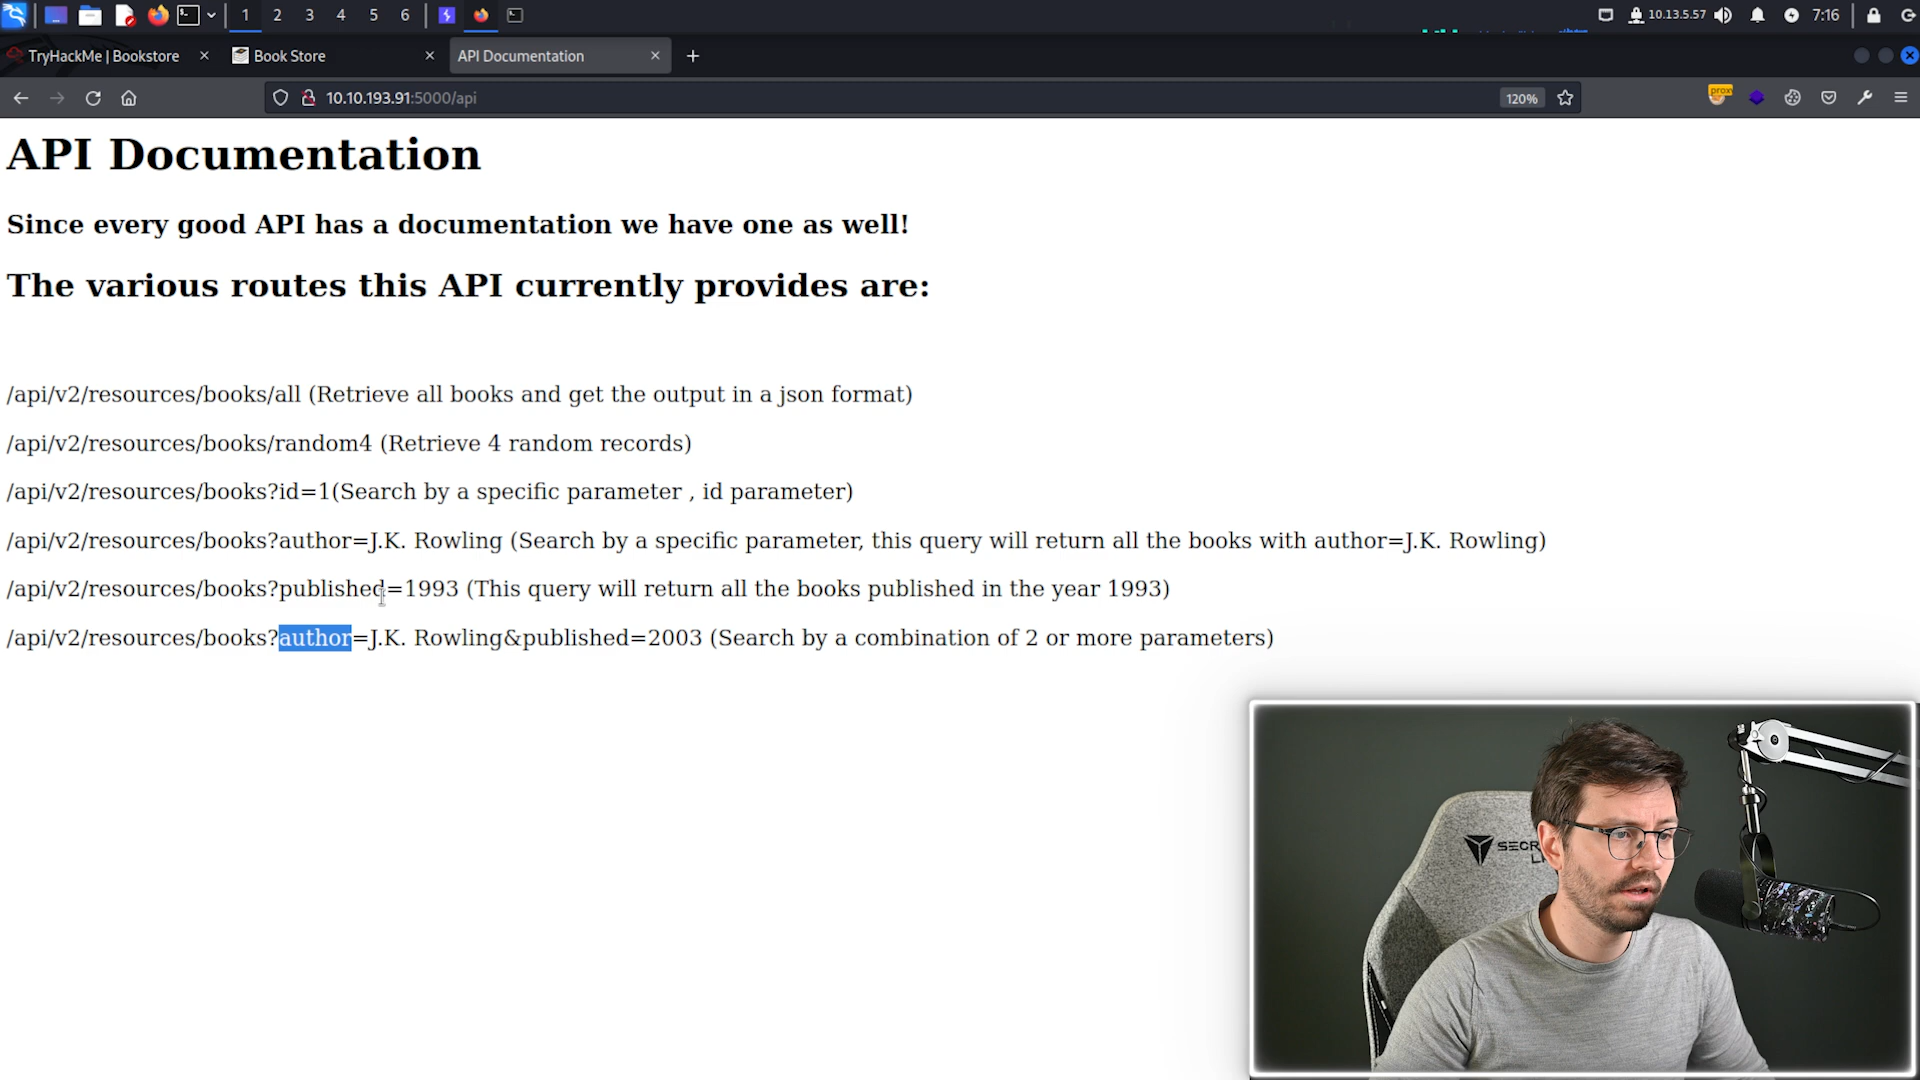 1 2 3 4 5 6 10.13.5.57 7:16
TryHackMe | Bookstore Book Store API Documentation
10.10.193.91:5000/api 120% proxy
API Documentation
Since every good API has a documentation we have one as well!
The various routes this API currently provides are:
/api/v2/resources/books/all (Retrieve all books and get the output in a json format)
/api/v2/resources/books/random4 (Retrieve 4 random records)
/api/v2/resources/books?id=1(Search by a specific parameter , id parameter)
/api/v2/resources/books?author=J.K. Rowling (Search by a specific parameter, this query will return all the books with author=J.K. Rowling)
/api/v2/resources/books?published=1993 (This query will return all the books published in the year 1993)
/api/v2/resources/books?author=J.K. Rowling&published=2003 (Search by a combination of 2 or more parameters)